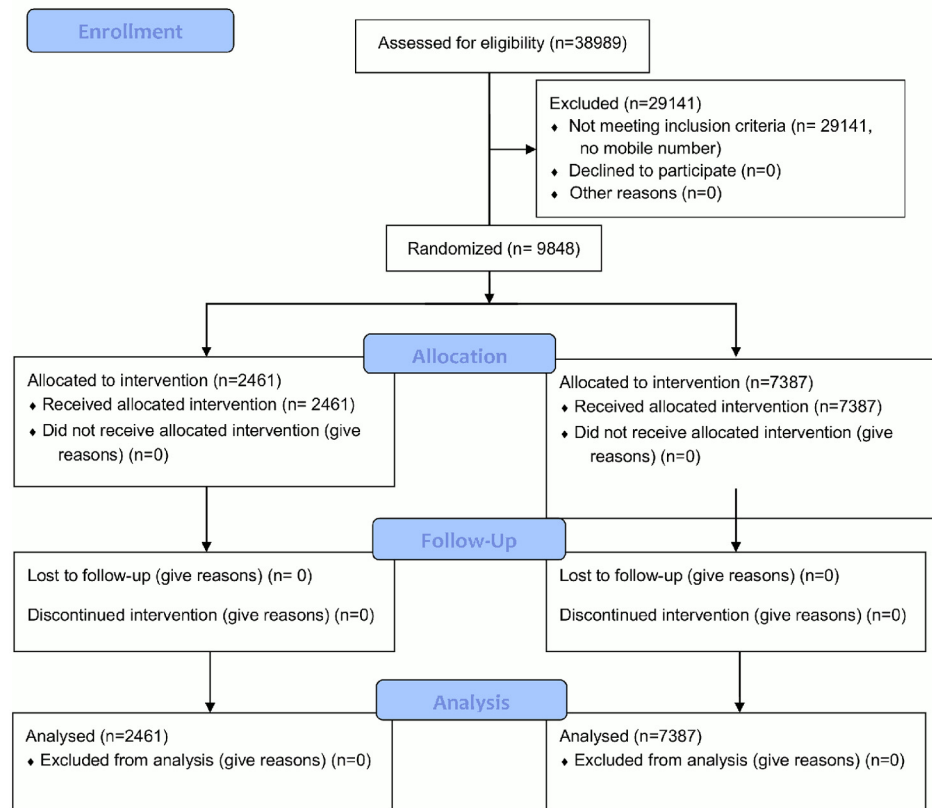 Enrollment
Assessed for eligibility (n=38989)
Excluded (n=29141)
♦ Not meeting inclusion criteria (n= 29141,
no mobile number)
♦ Declined to participate (n=0)
♦ Other reasons (n=0)
Randomized (n= 9848)
Allocation
Allocated to intervention (n=2461)
♦ Received allocated intervention (n= 2461)
♦ Did not receive allocated intervention (give
reasons) (n=0)
Allocated to intervention (n=7387)
♦ Received allocated intervention (n=7387)
♦ Did not receive allocated intervention (give
reasons) (n=0)
Follow-Up
Lost to follow-up (give reasons) (n= 0)
Discontinued intervention (give reasons) (n=0)
Lost to follow-up (give reasons) (n=0)
Discontinued intervention (give reasons) (n=0)
Analysis
Analysed (n=2461)
♦ Excluded from analysis (give reasons) (n=0)
Analysed (n=7387)
♦ Excluded from analysis (give reasons) (n=0)